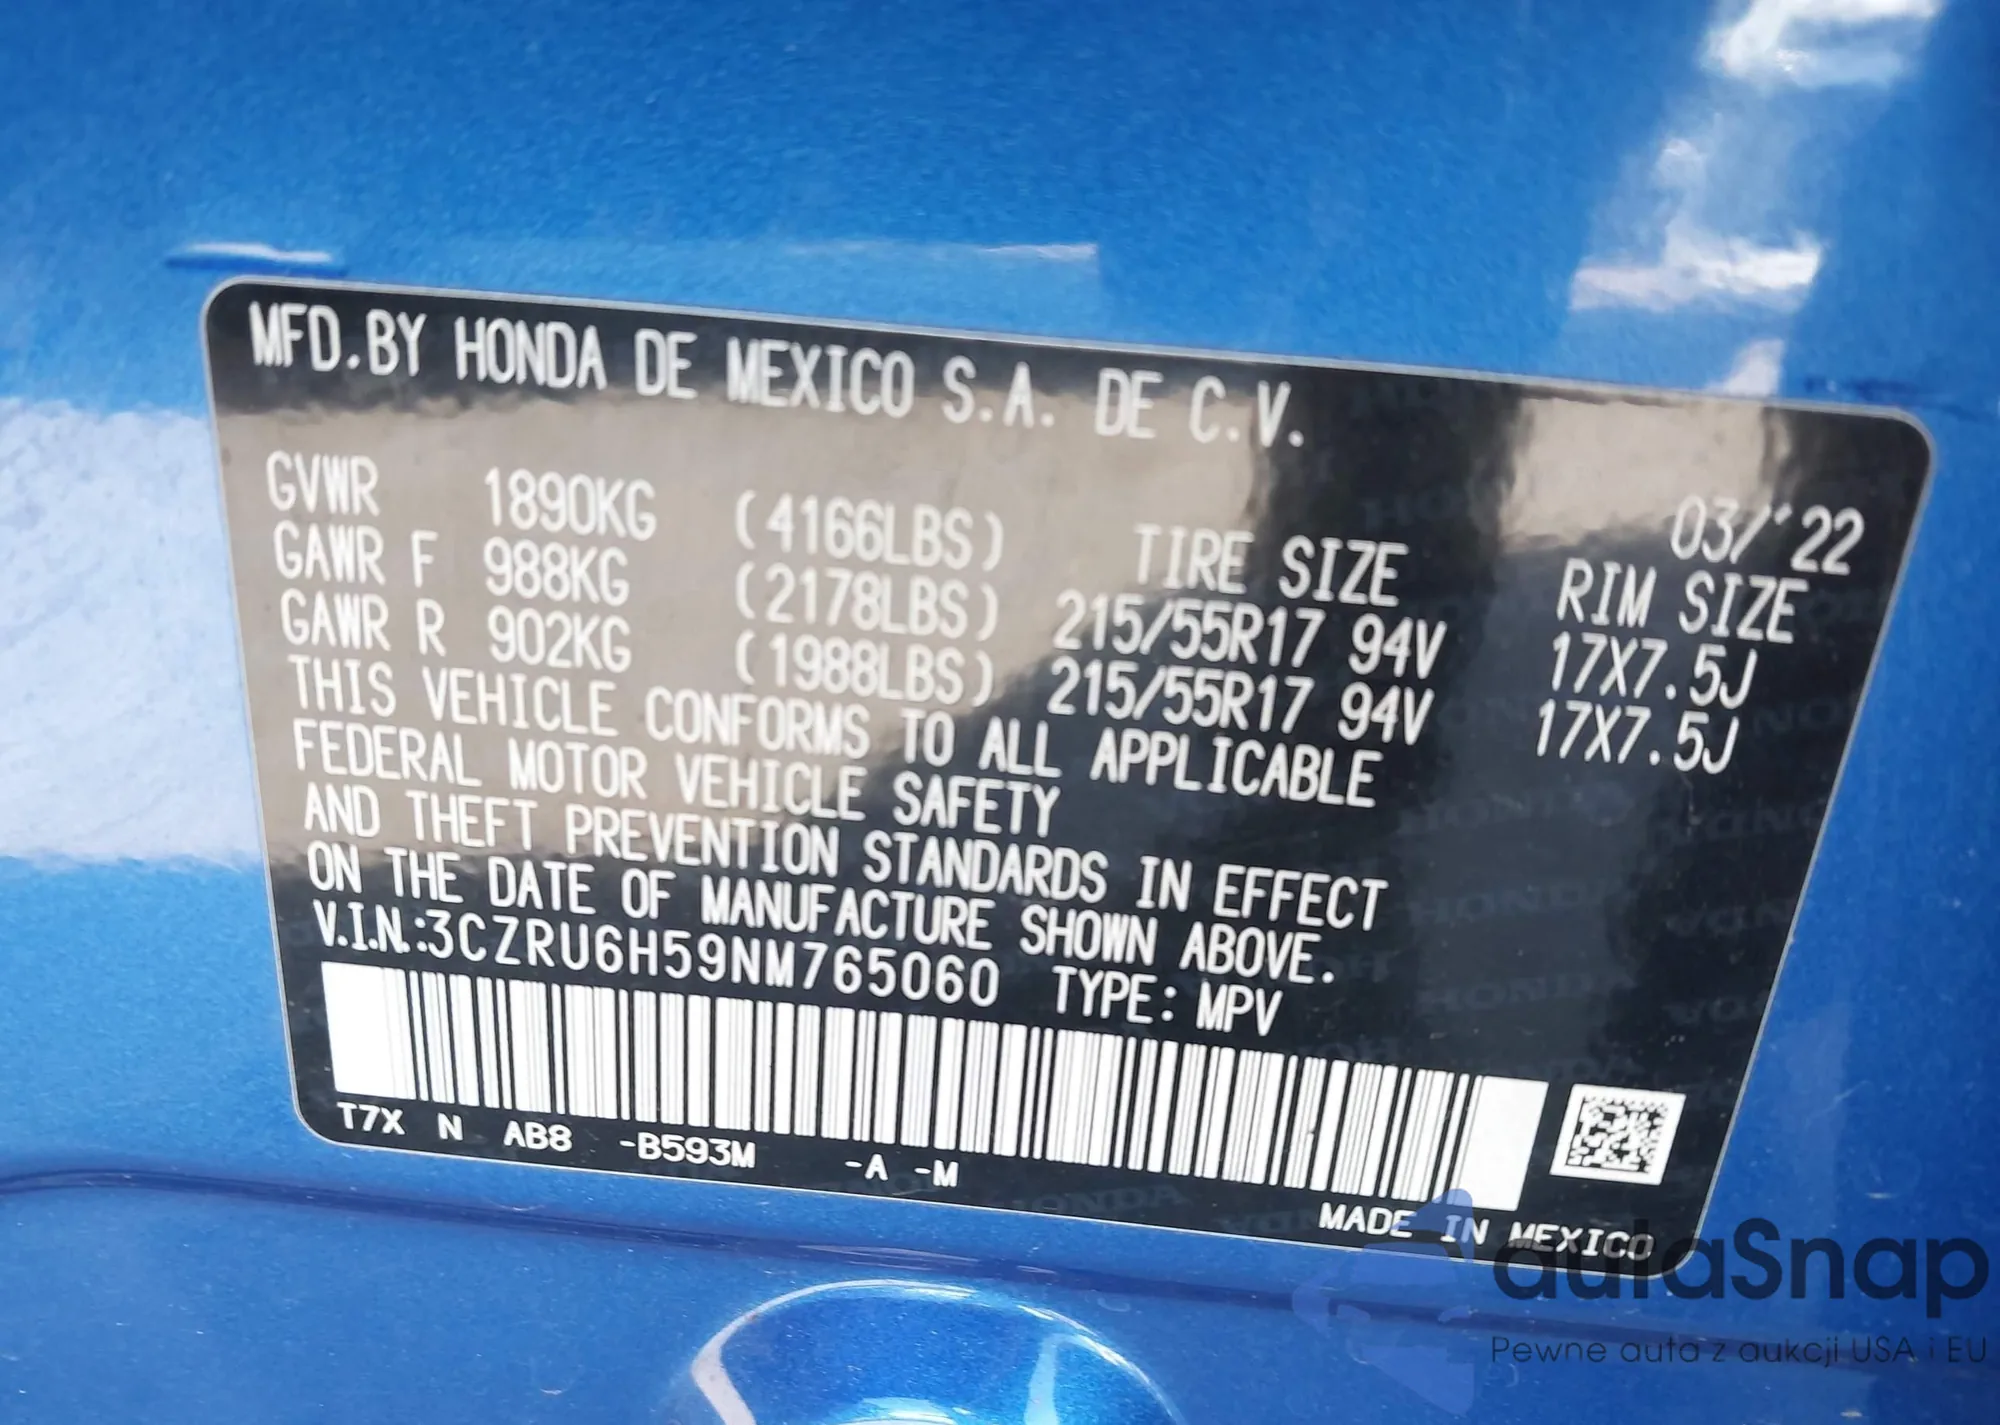 MFD.BY HONDA DE MEXICO S.A. DE C.V.
03/'22
GVWR 1890KG (4166LBS) TIRE SIZE RIM SIZE
GAWR F 988KG (2178LBS) 215/55R17 94V 17X7.5J
GAWR R 902KG (1988LBS) 215/55R17 94V 17X7.5J
THIS VEHICLE CONFORMS TO ALL APPLICABLE
FEDERAL MOTOR VEHICLE SAFETY
AND THEFT PREVENTION STANDARDS IN EFFECT
ON THE DATE OF MANUFACTURE SHOWN ABOVE.
V.I.N.:3CZRU6H59NM765060 TYPE: MPV
T7X N AB8 -B593M -A -M
MADE IN MEXICO
autaSnap
Pewne auta z aukcji USA i EU